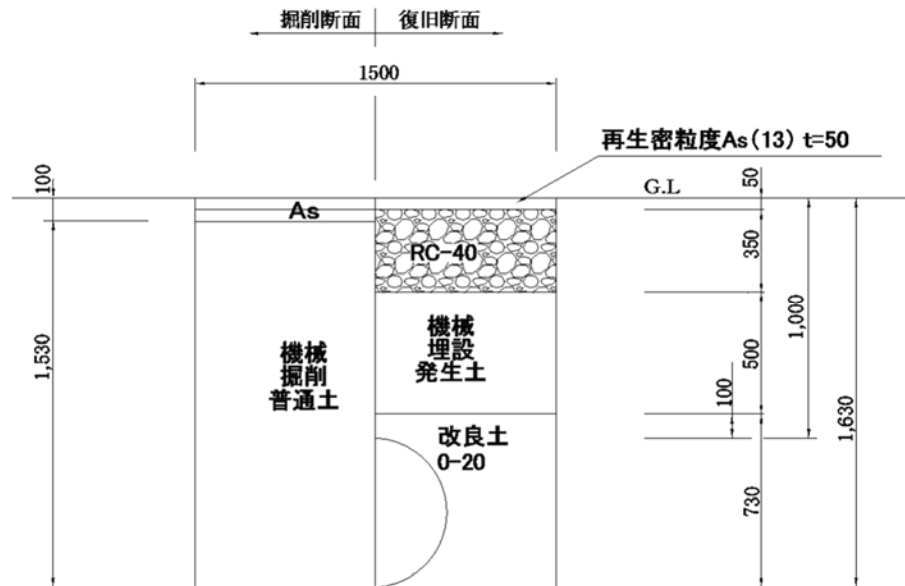 掘削断面 復旧断面
1500
再生密粒度As(13) t=50
100
G.L
50
As
RC-40
350
1,000
機械
埋設
発生土
機械
掘削
普通土
1,530
500
100
1,630
改良土
0-20
730